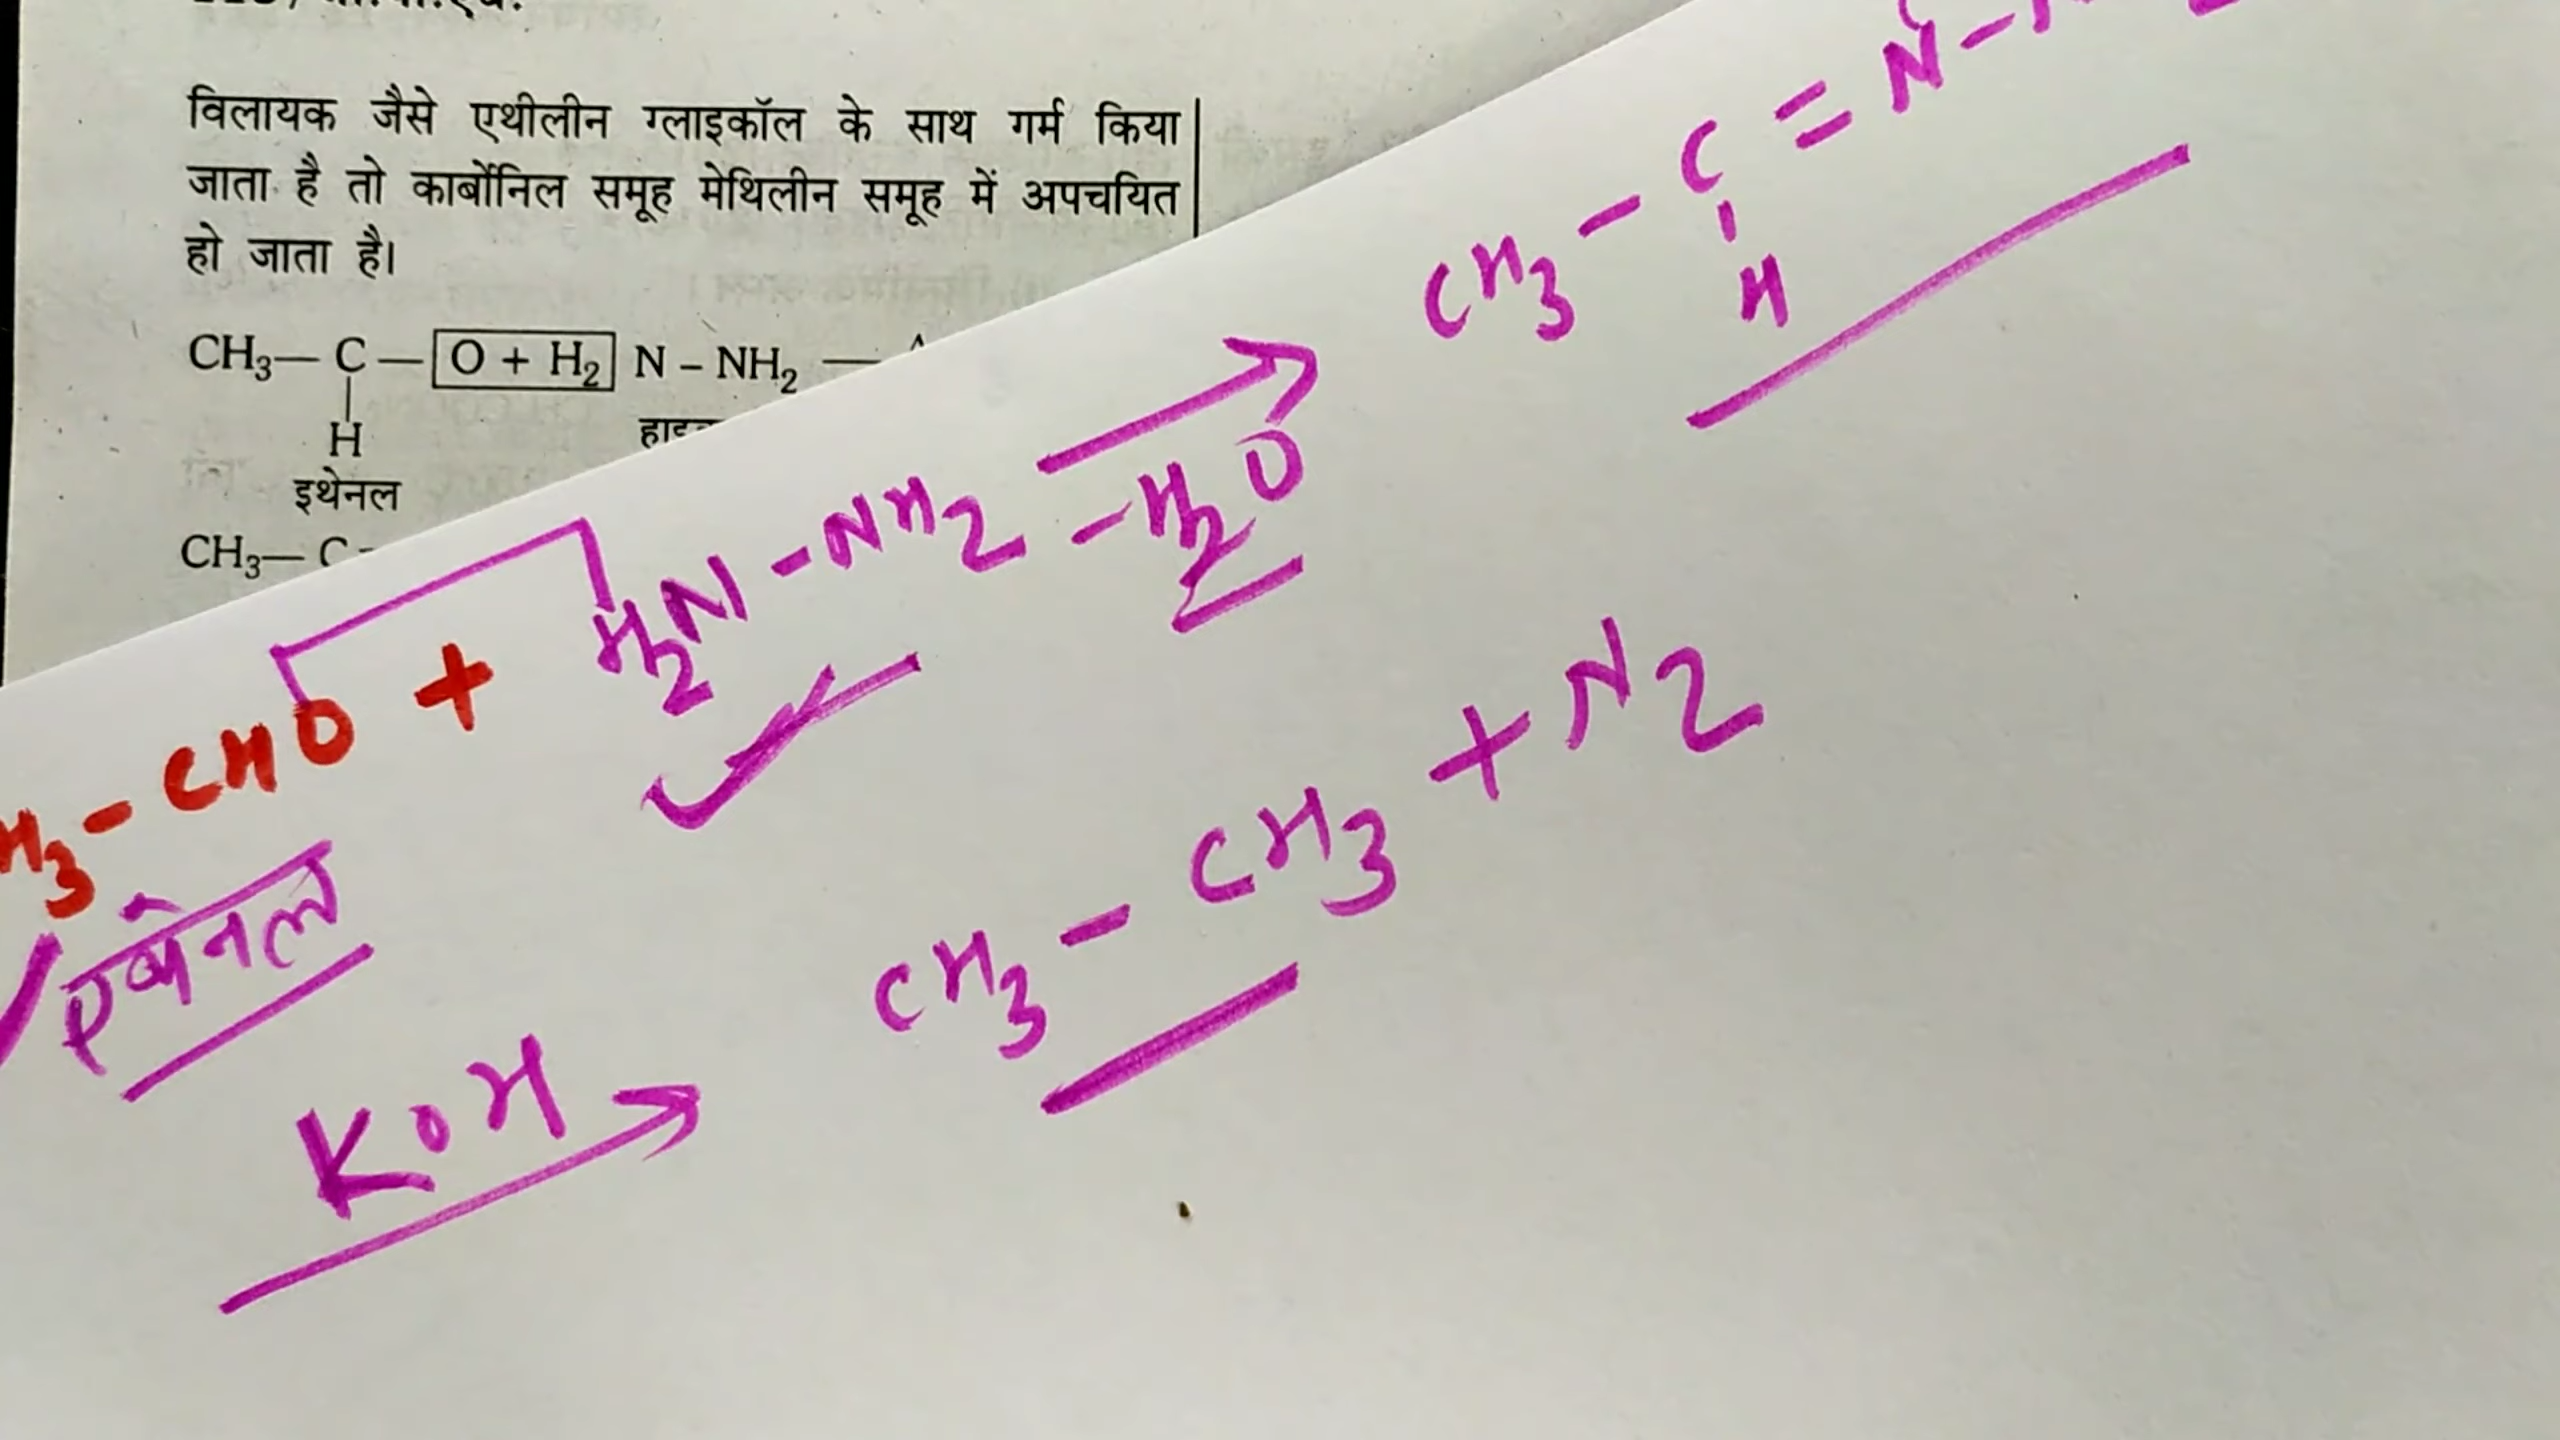 विलायक जैसे एथीलीन ग्लाइकॉल के साथ गर्म किया
जाता है तो कार्बोनिल समूह मेथिलीन समूह में अपचयित
हो जाता है।
CH₃— C — O + H₂ N – NH₂ —
H
इथेनल
CH₃— C
H₃ - CHO + H₂N - NH₂ → CH₃ - C = N -
- H₂O
H
एथेनल
KOH → CH₃ - CH₃ + N₂